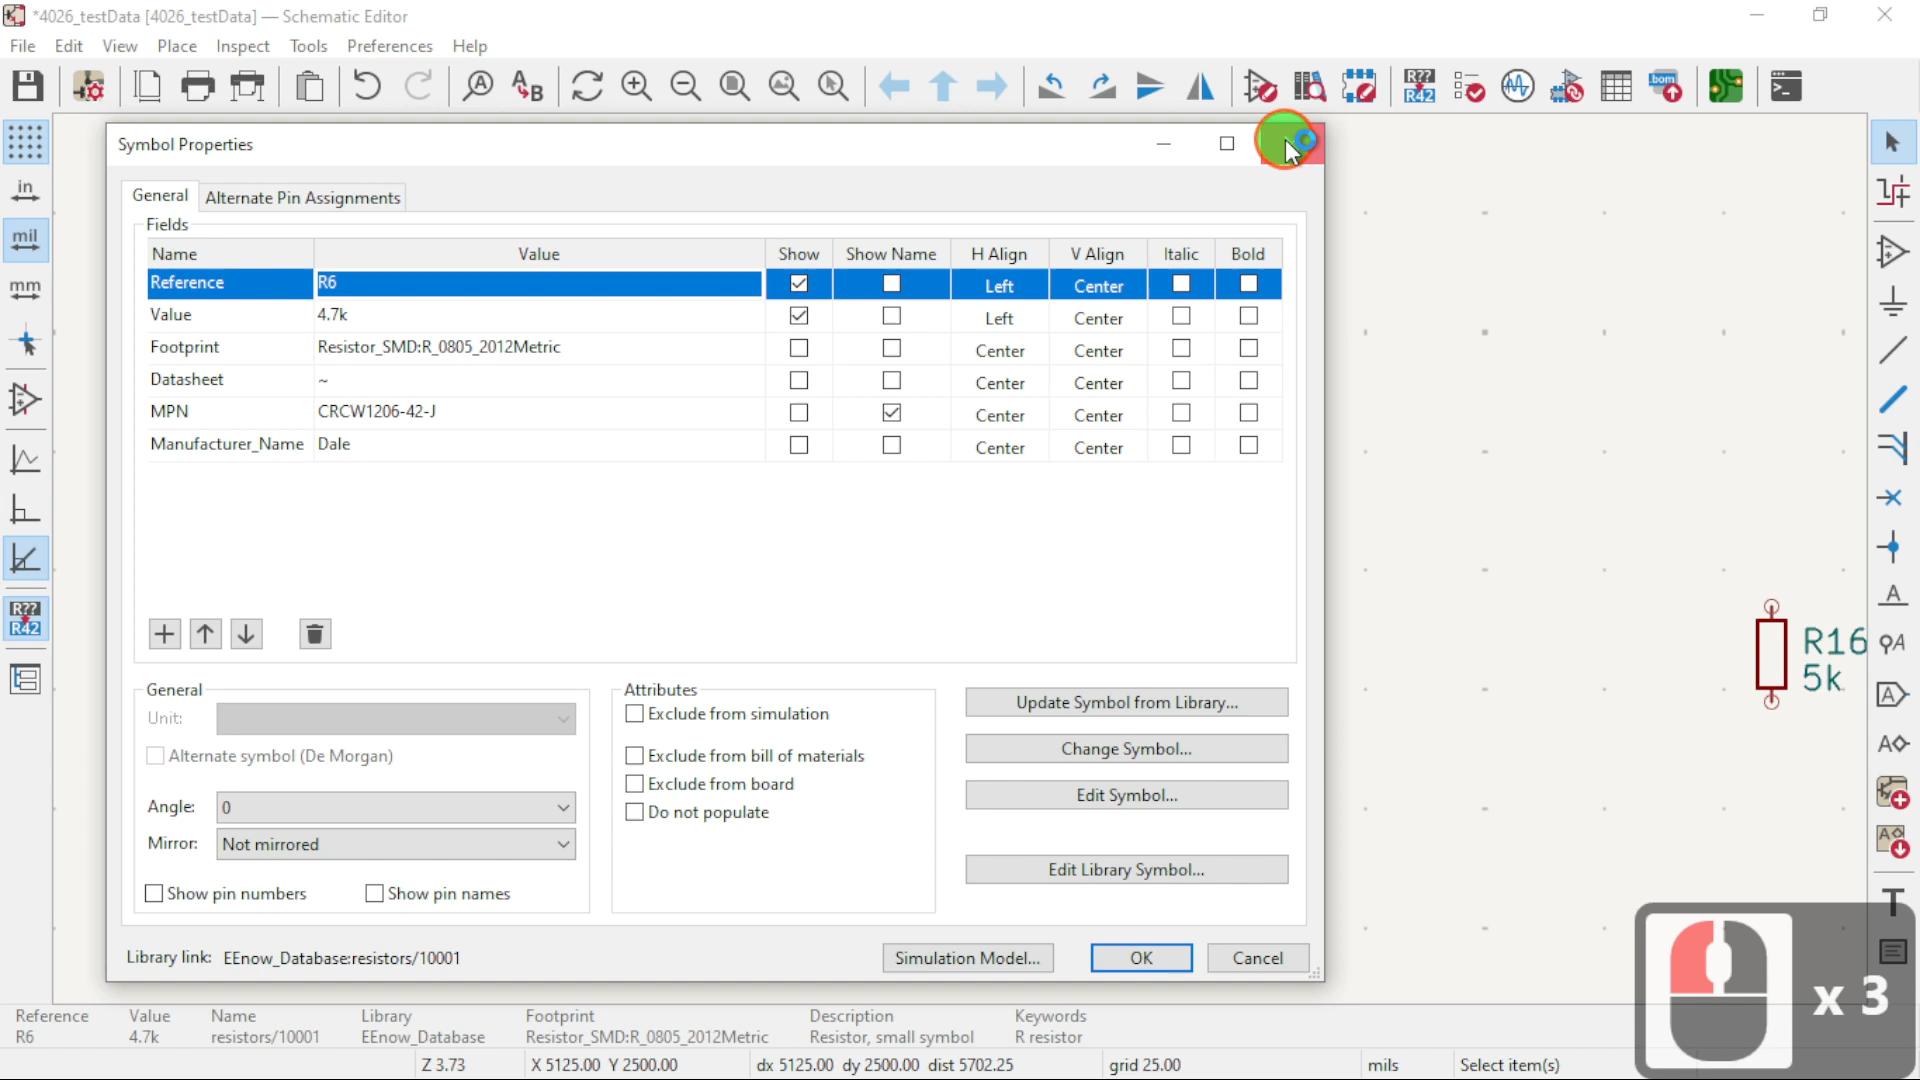 *4026_testData [4026_testData] — Schematic Editor
File Edit View Place Inspect Tools Preferences Help
A
A B
R??
R42
bom
Symbol Properties
in
mil
mm
R??
R42
General Alternate Pin Assignments
Fields
Name Value Show Show Name H Align V Align Italic Bold
Reference R6 Left Center
Value 4.7k Left Center
Footprint Resistor_SMD:R_0805_2012Metric Center Center
Datasheet ~ Center Center
MPN CRCW1206-42-J Center Center
Manufacturer_Name Dale Center Center
General
Unit:
Alternate symbol (De Morgan)
Angle: 0
Mirror: Not mirrored
Show pin numbers Show pin names
Attributes
Exclude from simulation
Exclude from bill of materials
Exclude from board
Do not populate
Update Symbol from Library...
Change Symbol...
Edit Symbol...
Edit Library Symbol...
Library link: EEnow_Database:resistors/10001
Simulation Model... OK Cancel
R16
5k
A
A
A
A
A
T
x 3
Reference Value Name Library Footprint Description Keywords
R6 4.7k resistors/10001 EEnow_Database Resistor_SMD:R_0805_2012Metric Resistor, small symbol R resistor
Z 3.73 X 5125.00 Y 2500.00 dx 5125.00 dy 2500.00 dist 5702.25 grid 25.00 mils Select item(s)